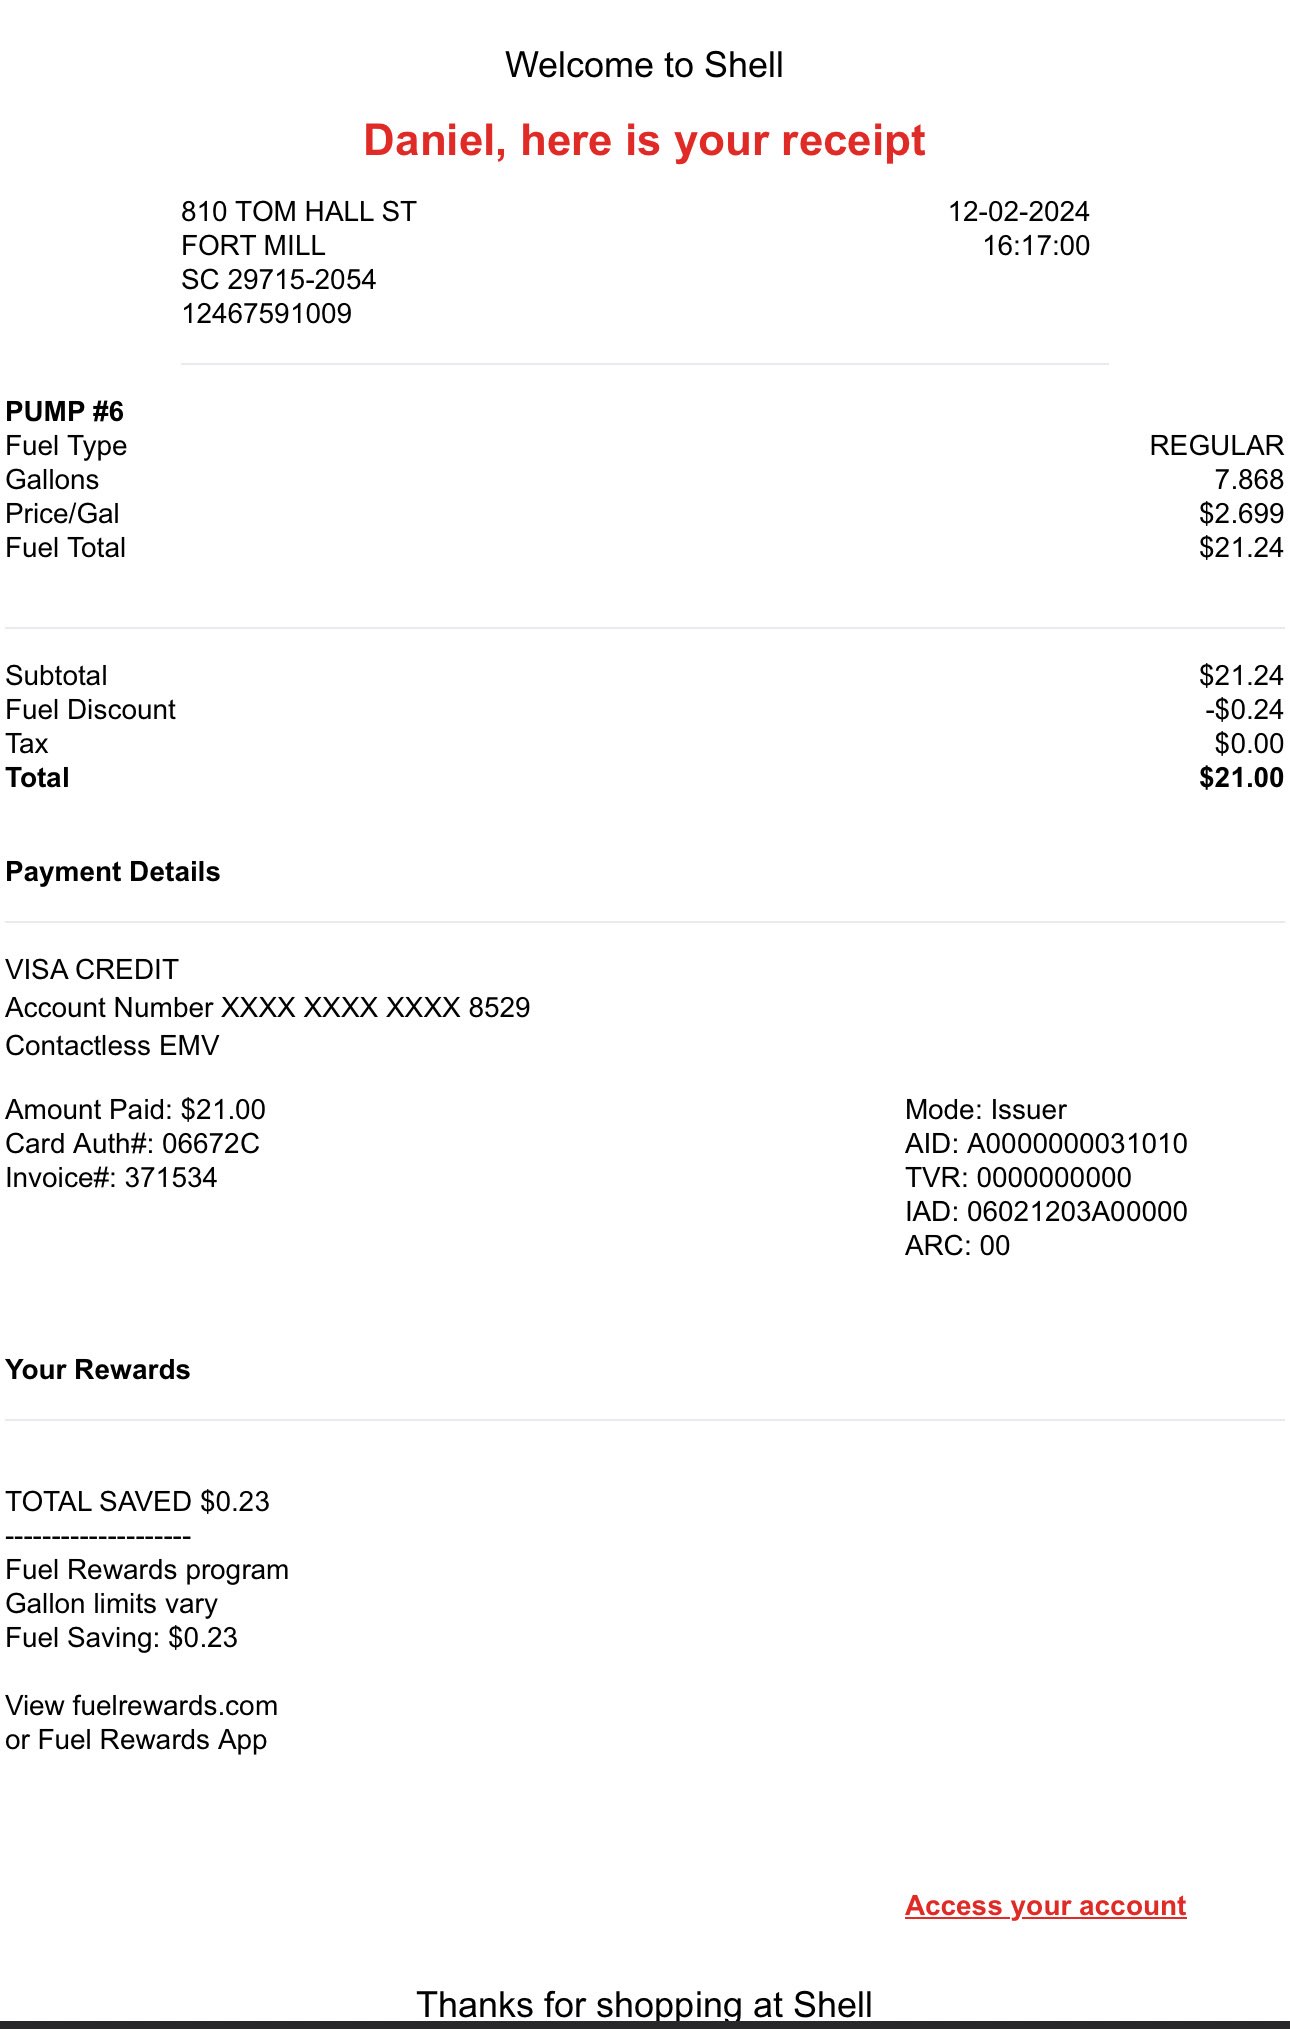 Welcome to Shell
Daniel, here is your receipt
810 TOM HALL ST 12-02-2024
FORT MILL 16:17:00
SC 29715-2054
12467591009
PUMP #6
Fuel Type REGULAR
Gallons 7.868
Price/Gal $2.699
Fuel Total $21.24
Subtotal $21.24
Fuel Discount -$0.24
Tax $0.00
Total $21.00
Payment Details
VISA CREDIT
Account Number XXXX XXXX XXXX 8529
Contactless EMV
Amount Paid: $21.00 Mode: Issuer
Card Auth#: 06672C AID: A0000000031010
Invoice#: 371534 TVR: 0000000000
IAD: 06021203A00000
ARC: 00
Your Rewards
TOTAL SAVED $0.23
--------------------
Fuel Rewards program
Gallon limits vary
Fuel Saving: $0.23
View fuelrewards.com
or Fuel Rewards App
Access your account
Thanks for shopping at Shell